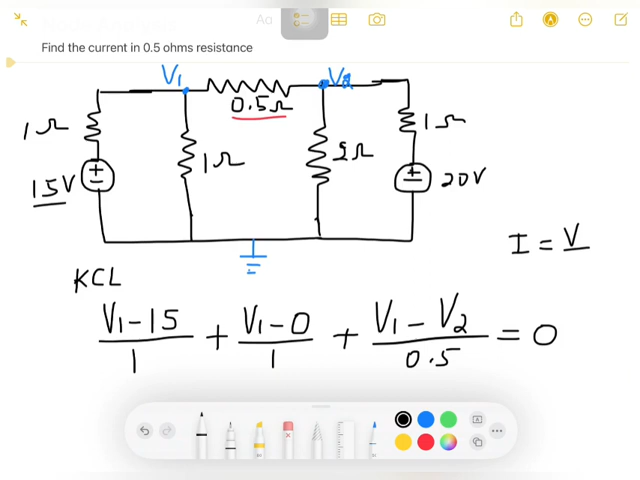 Aa
Find the current in 0.5 ohms resistance
V₁ V₂
0.5Ω
1Ω 1Ω
1Ω 2Ω
15V 20V
I = V
KCL
V₁-15 / 1 + V₁-0 / 1 + V₁-V₂ / 0.5 = 0